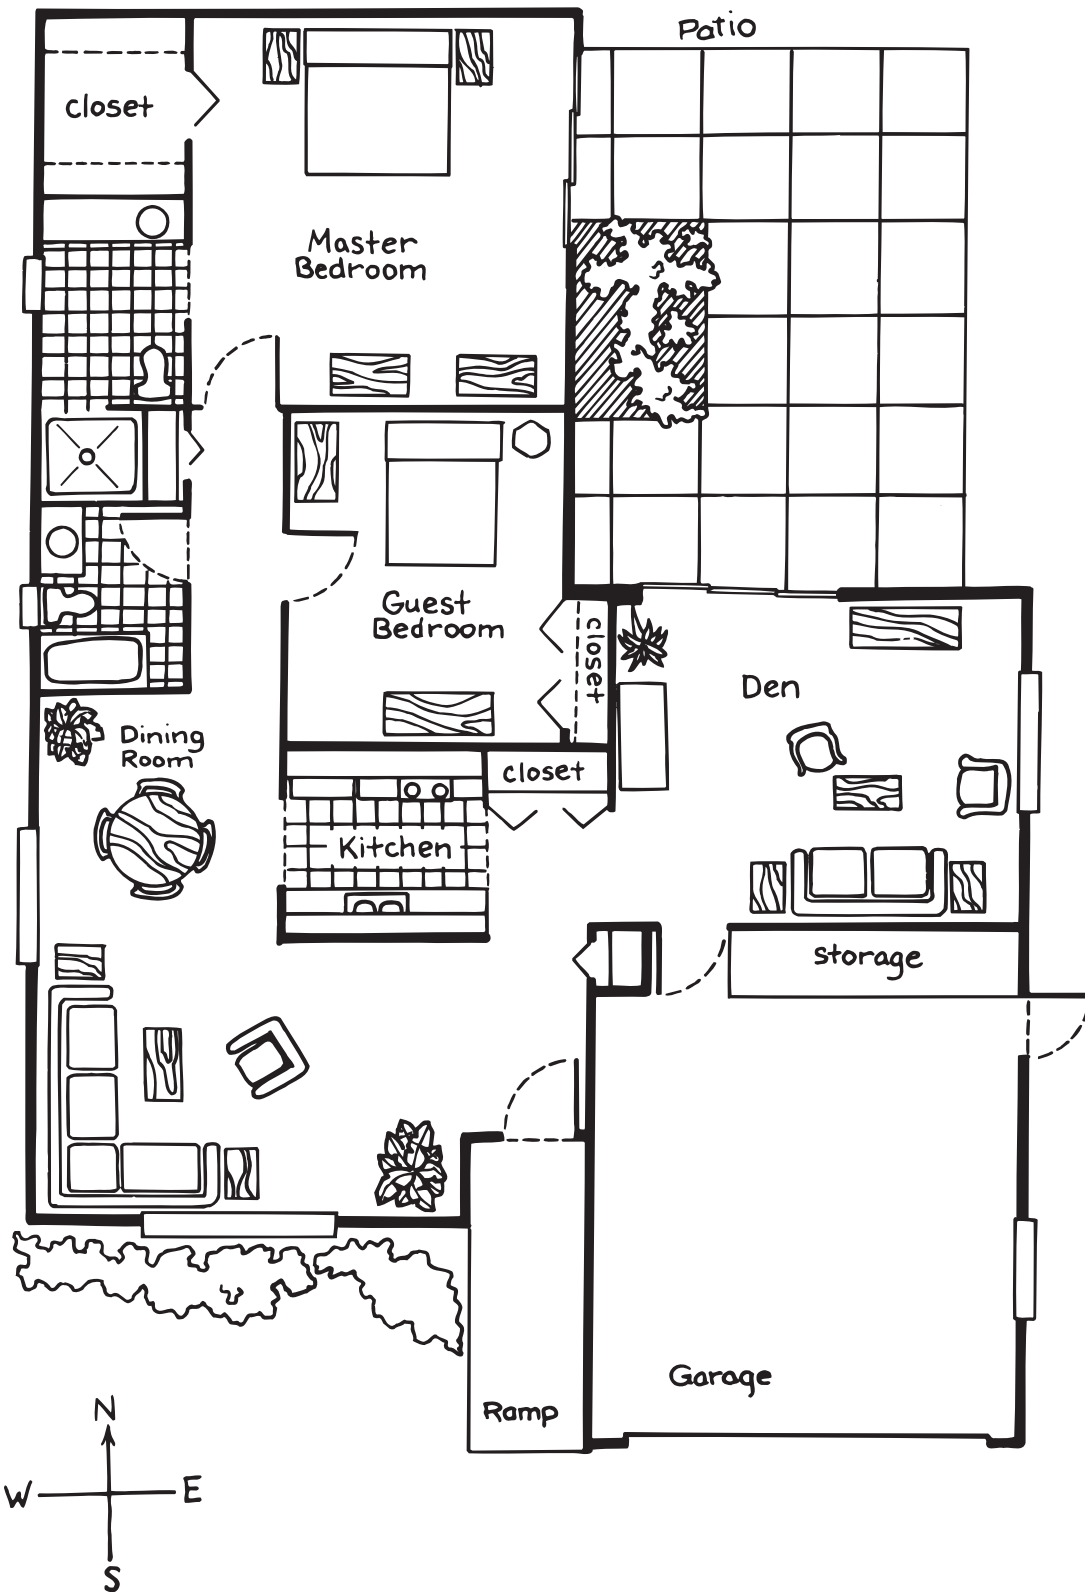 Patio
closet
Master
Bedroom
Guest
Bedroom
closet
Den
Dining
Room
closet
Kitchen
storage
Garage
Ramp
N
W
E
S